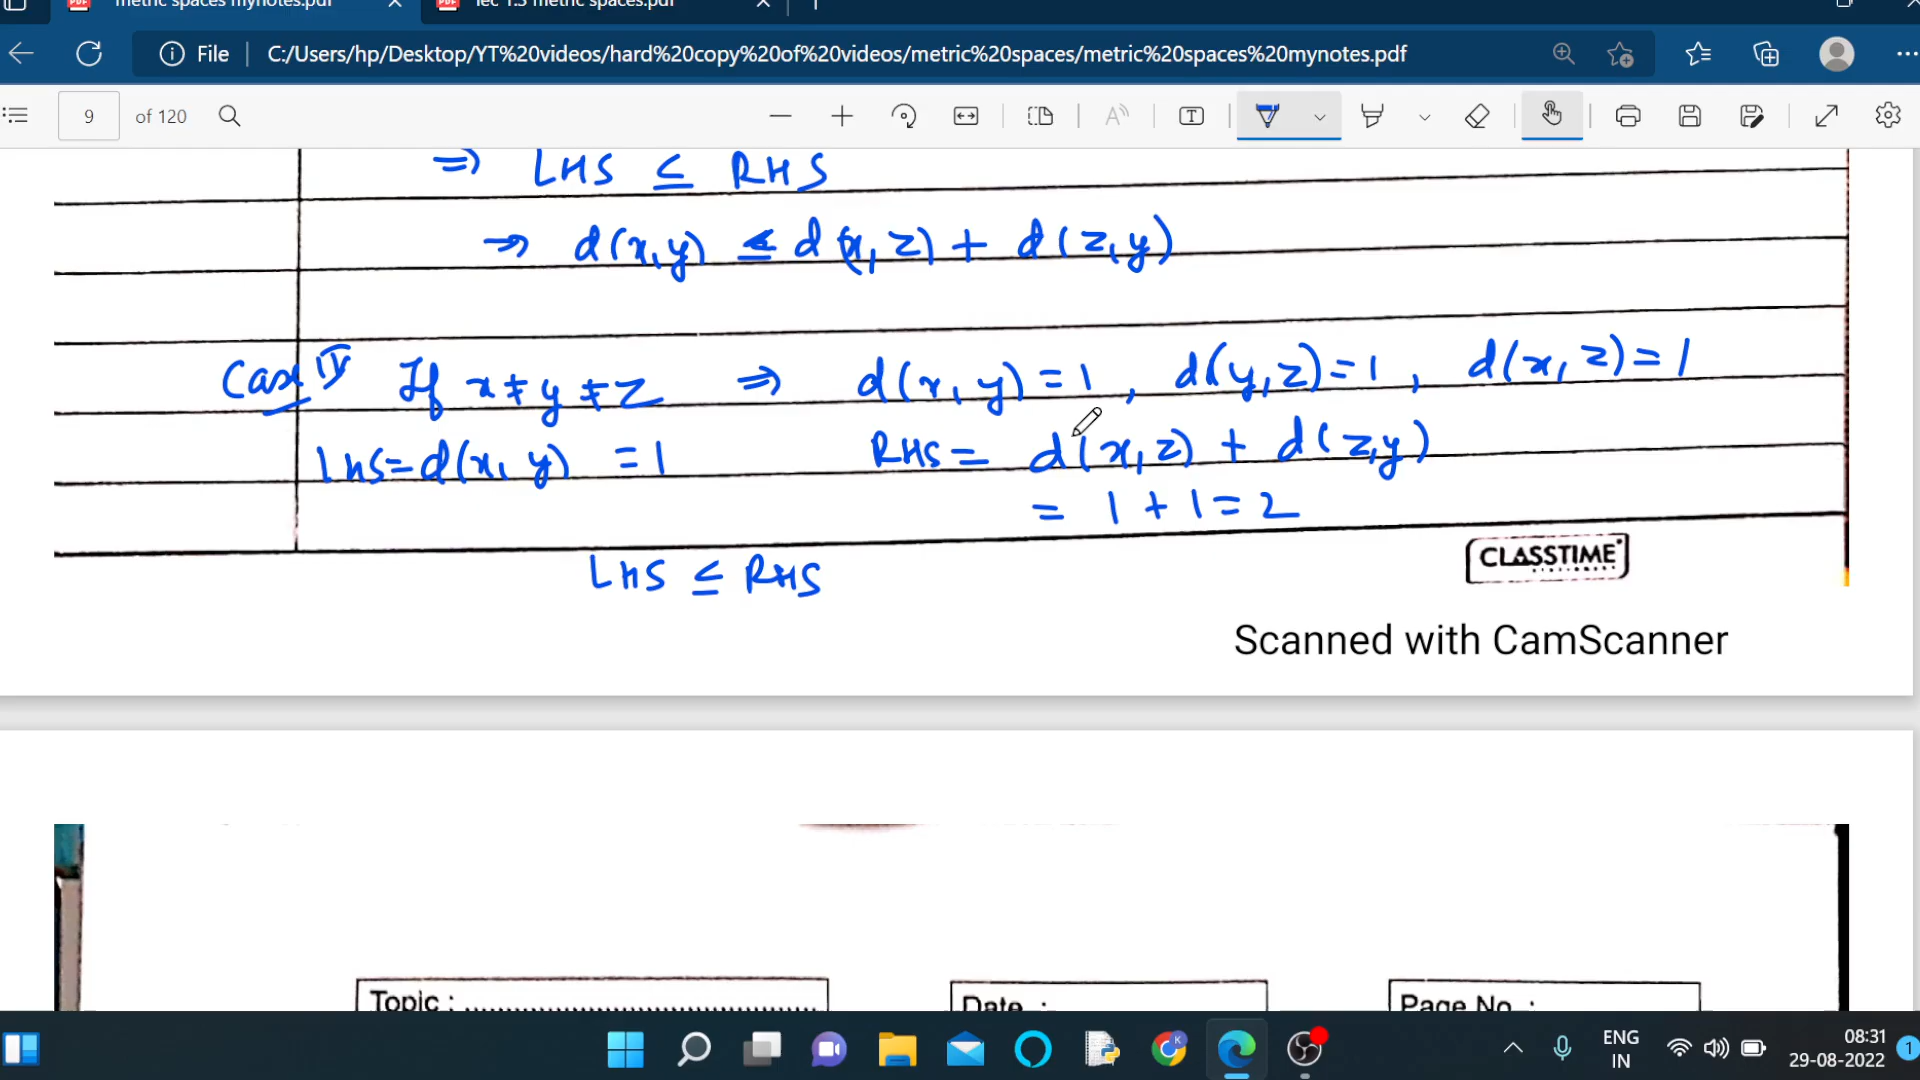 metric spaces mynotes.pdf
lec 1.3 metric spaces.pdf
File C:/Users/hp/Desktop/YT%20videos/hard%20copy%20of%20videos/metric%20spaces/metric%20spaces%20mynotes.pdf
9 of 120
⇒ LHS ≤ RHS
⇒ d(x,y) ≤ d(x,z) + d(z,y)
Case IV If x≠y≠z ⇒ d(x,y)=1, d(y,z)=1, d(x,z)=1
LHS=d(x,y) =1 RHS= d(x,z) + d(z,y)
= 1+1=2
CLASSTIME
LHS ≤ RHS
Scanned with CamScanner
Topic : Date : Page No. :
ENG
IN
08:31
29-08-2022
1